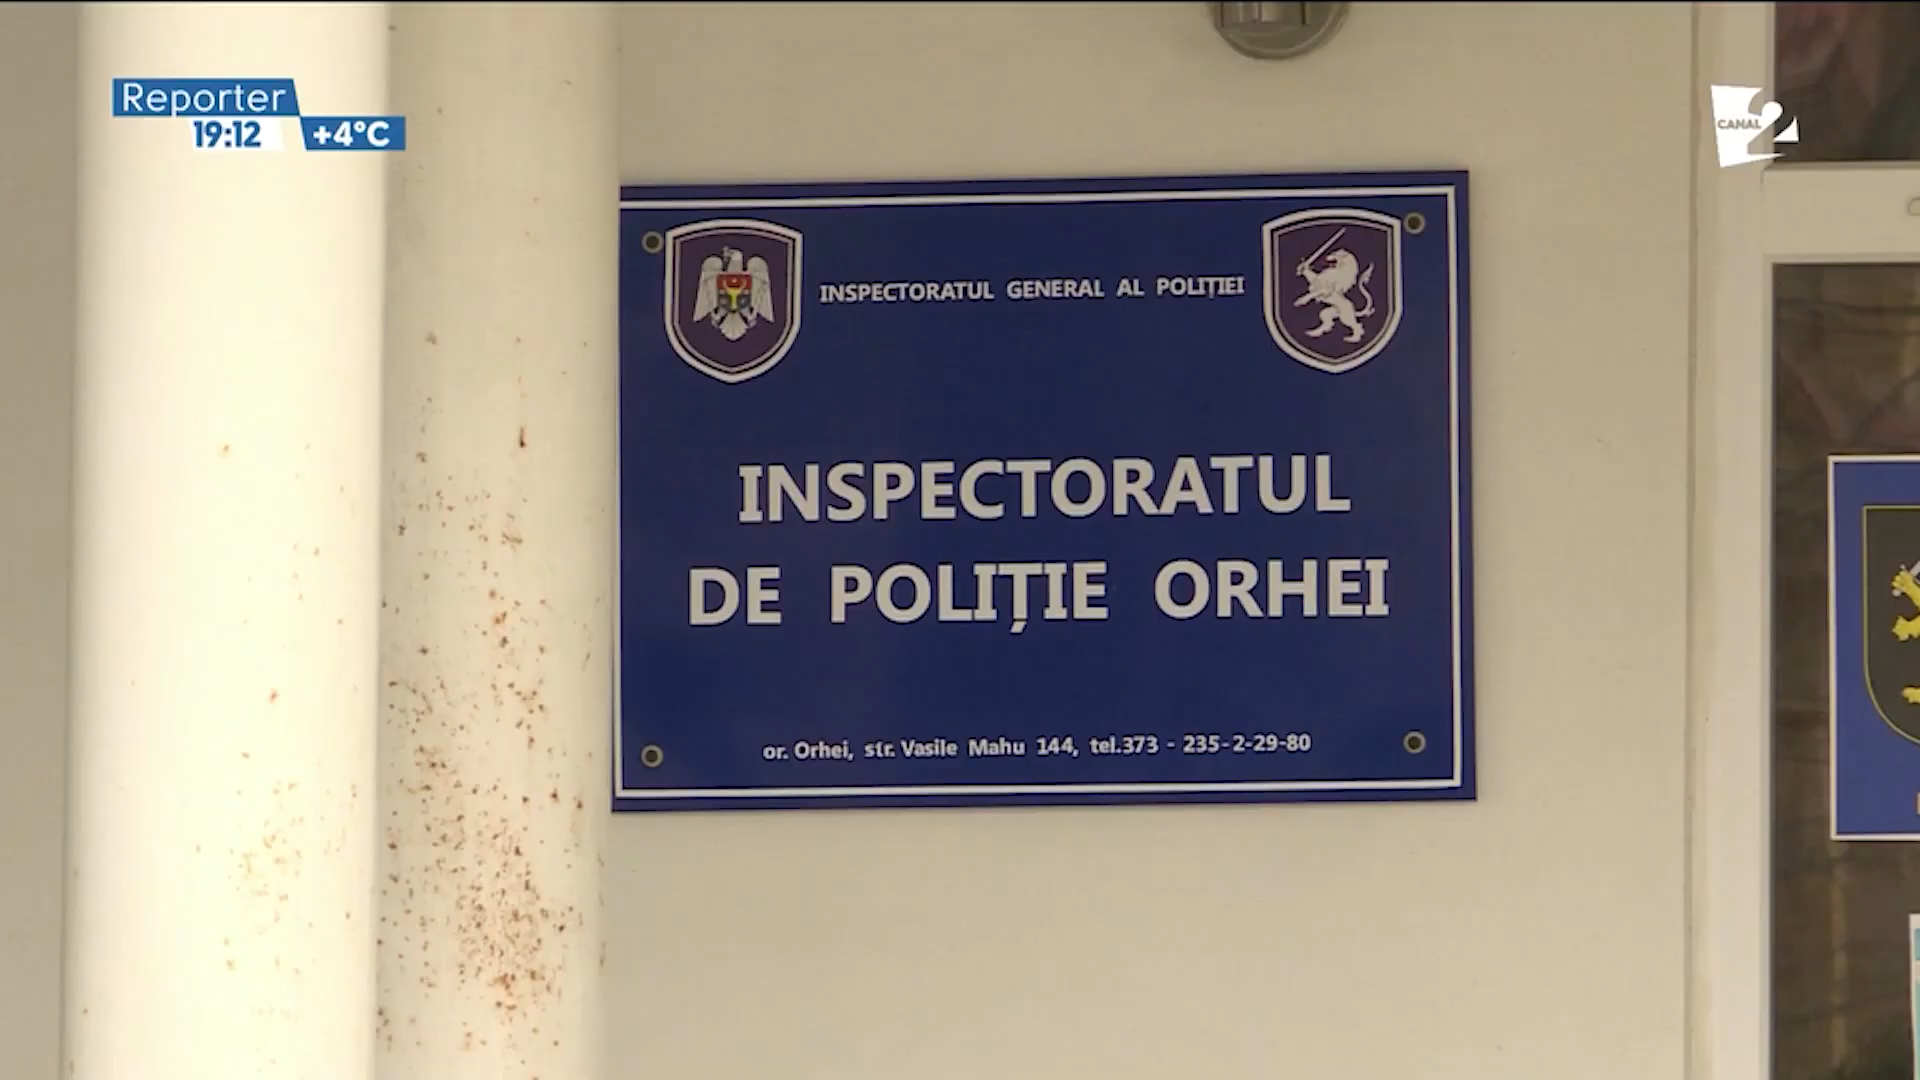 Reporter
19:12 +4°C
CANAL 2
INSPECTORATUL GENERAL AL POLIȚIEI
INSPECTORATUL
DE POLIȚIE ORHEI
or. Orhei, str. Vasile Mahu 144, tel.373 - 235-2-29-80